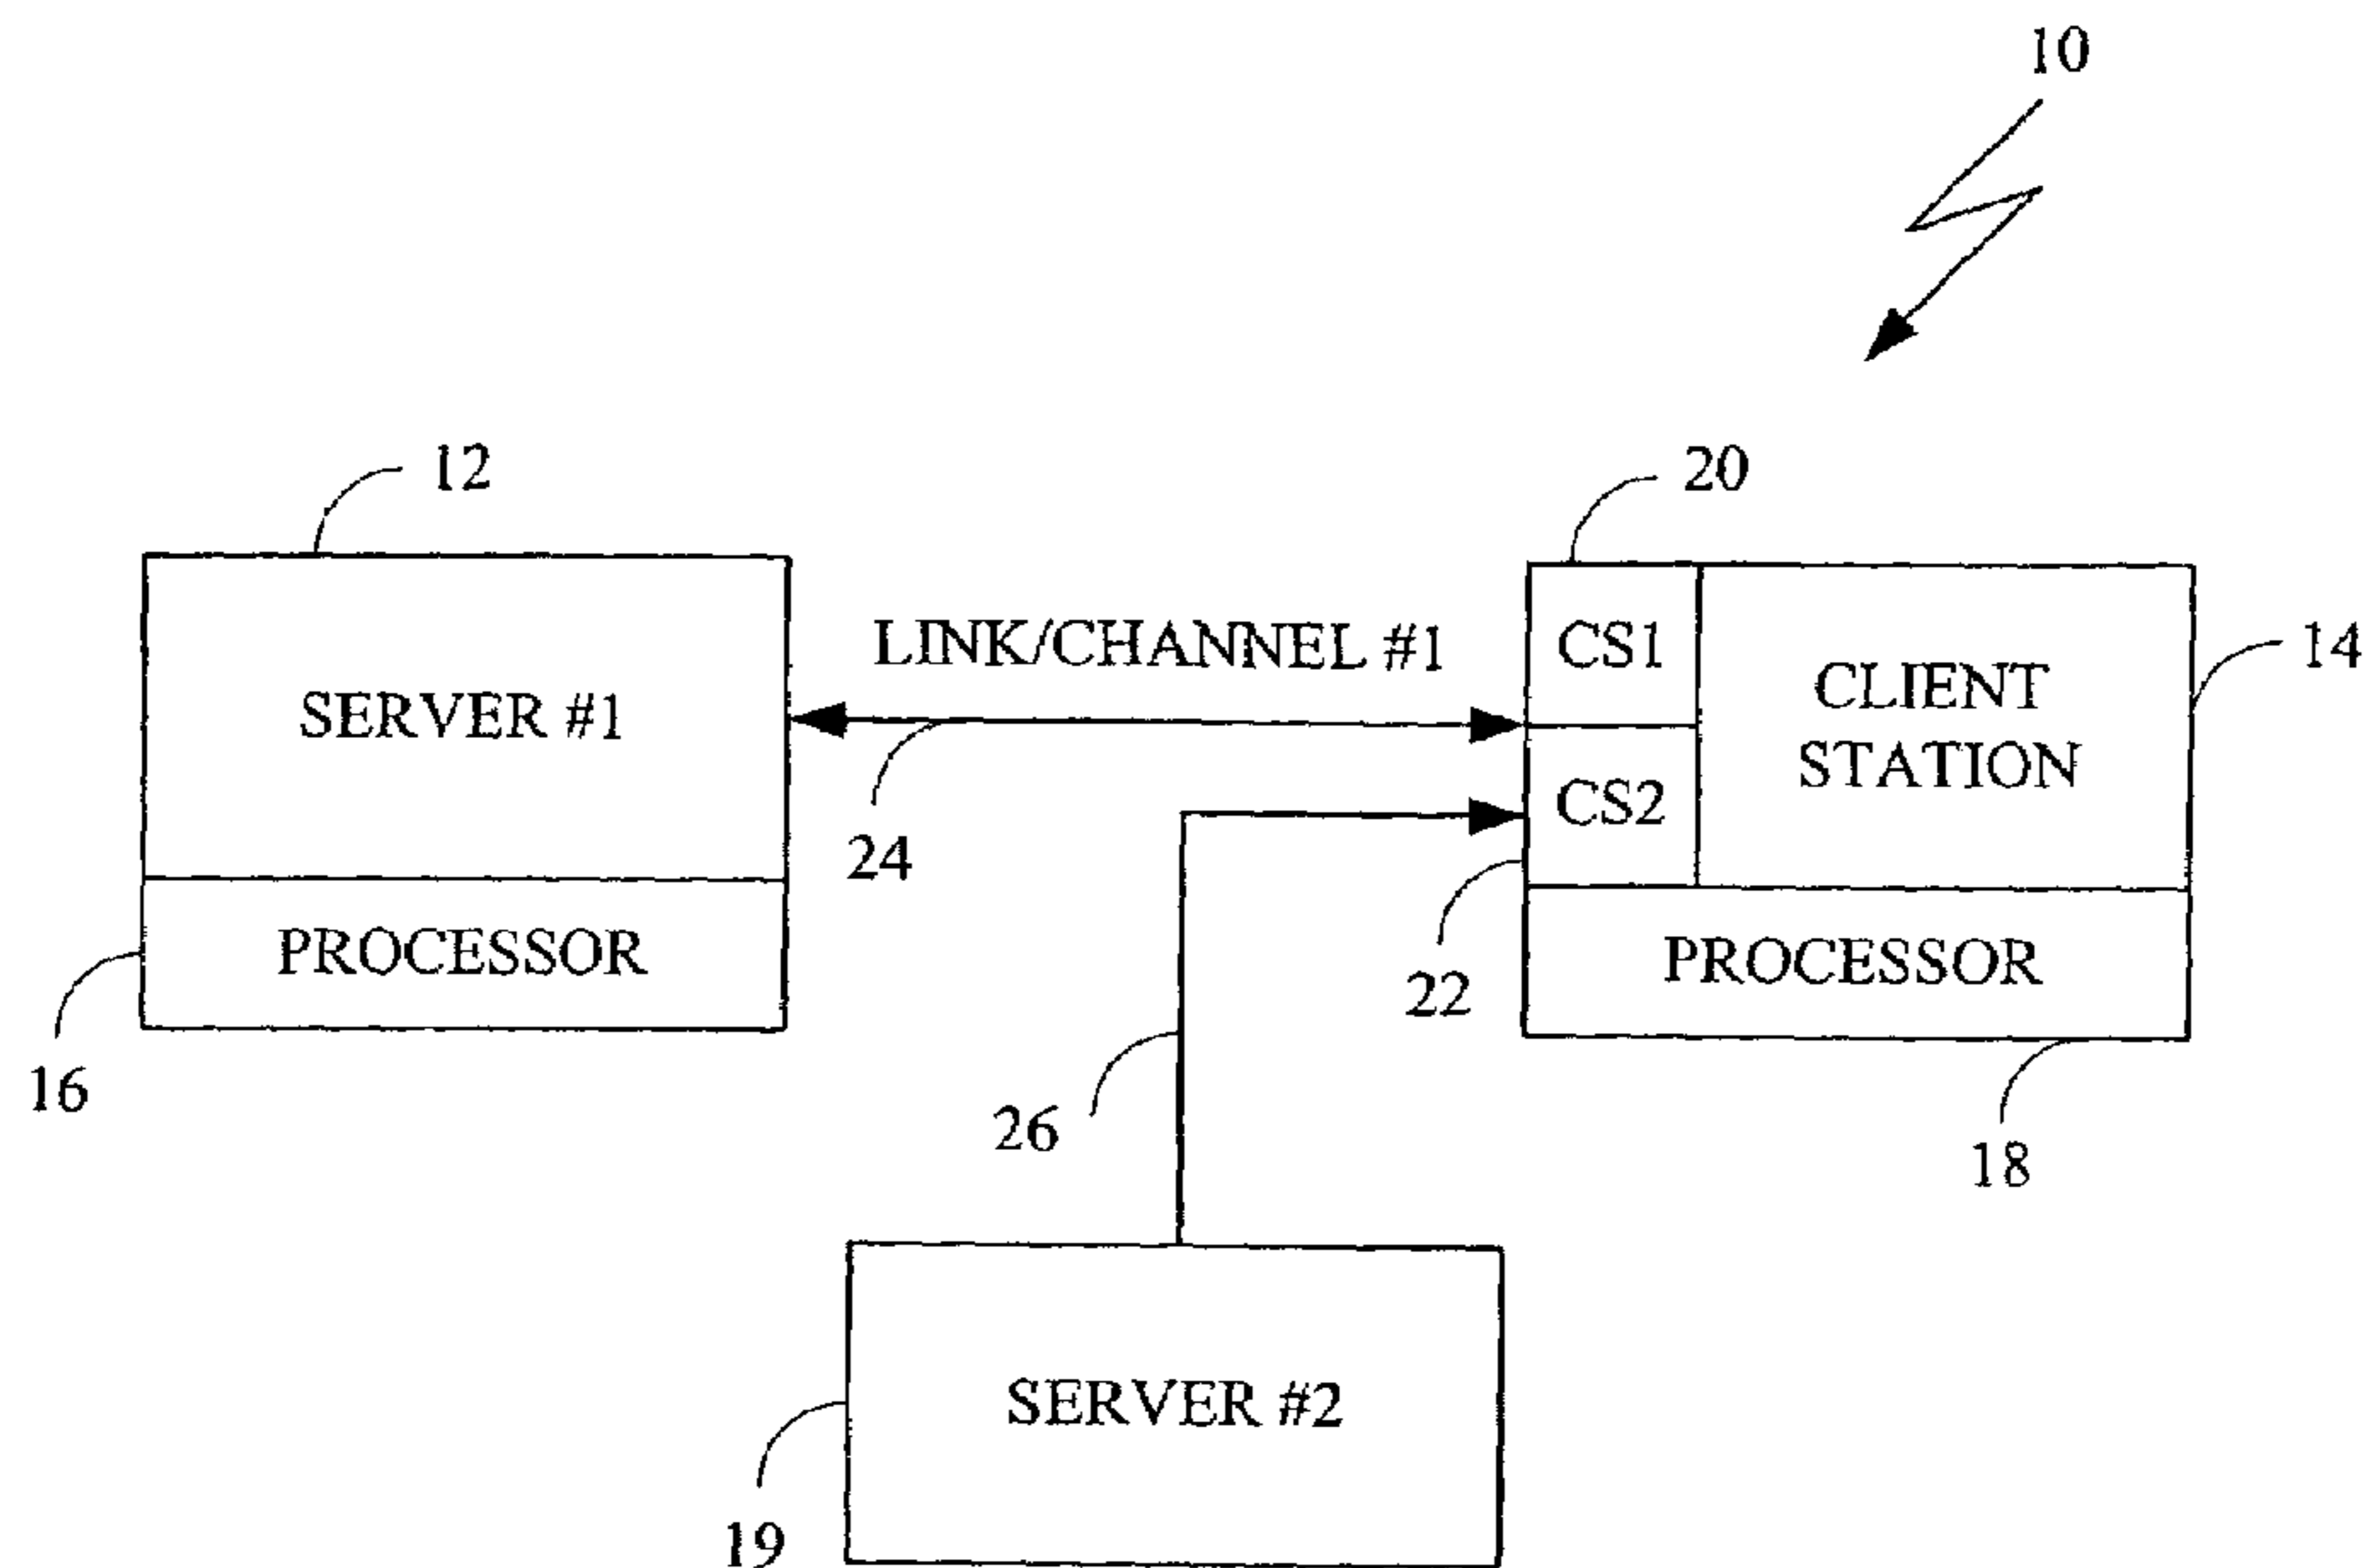 10
12
20
LINK/CHANNEL #1
CS1
14
CLIENT
STATION
SERVER #1
CS2
24
PROCESSOR
PROCESSOR
22
16
26
18
SERVER #2
19